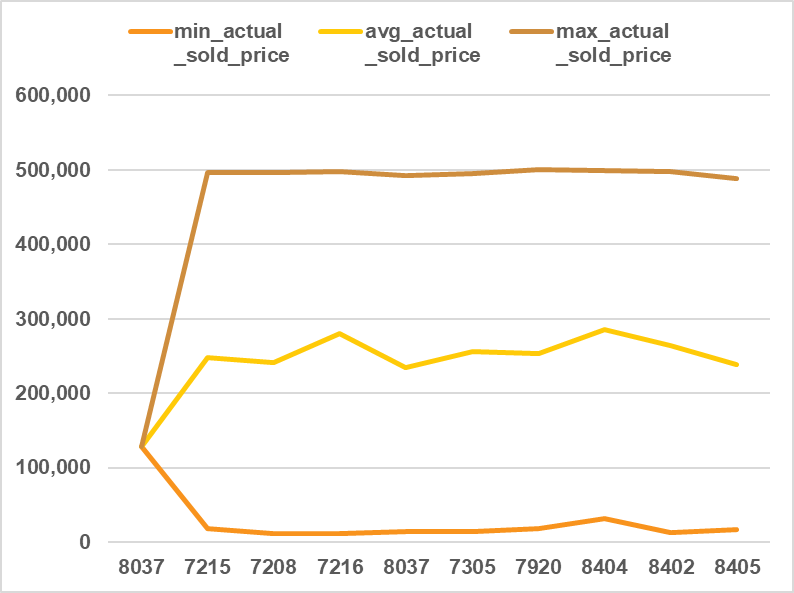 min_actual
_sold_price
avg_actual
_sold_price
max_actual
_sold_price
600,000
500,000
400,000
300,000
200,000
100,000
0
8037 7215 7208 7216 8037 7305 7920 8404 8402 8405